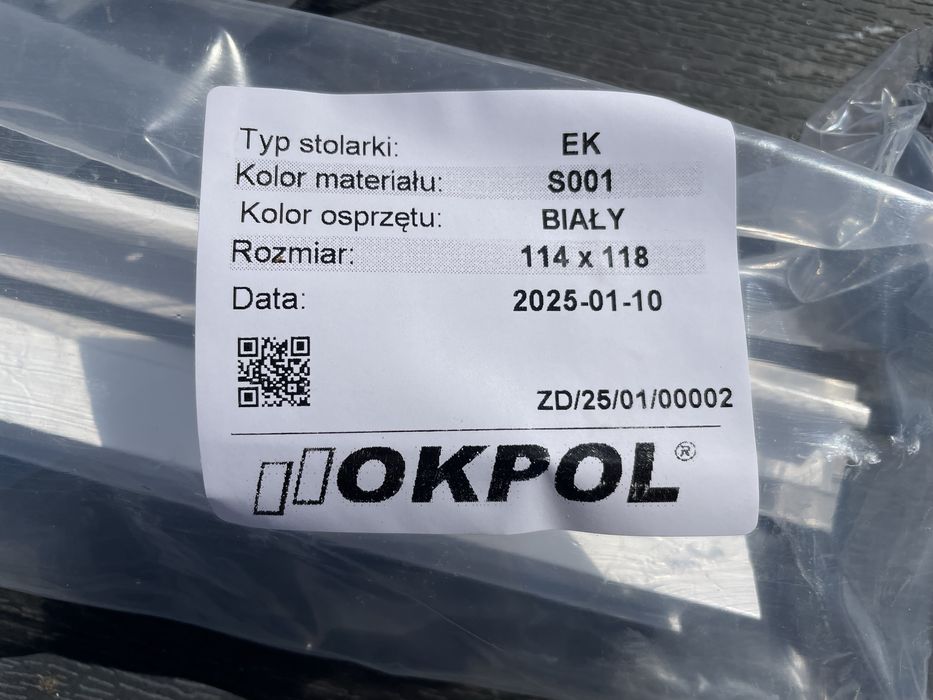 Typ stolarki: EK
Kolor materiału: S001
Kolor osprzętu: BIAŁY
Rozmiar: 114 x 118
Data: 2025-01-10
ZD/25/01/00002
OKPOL®